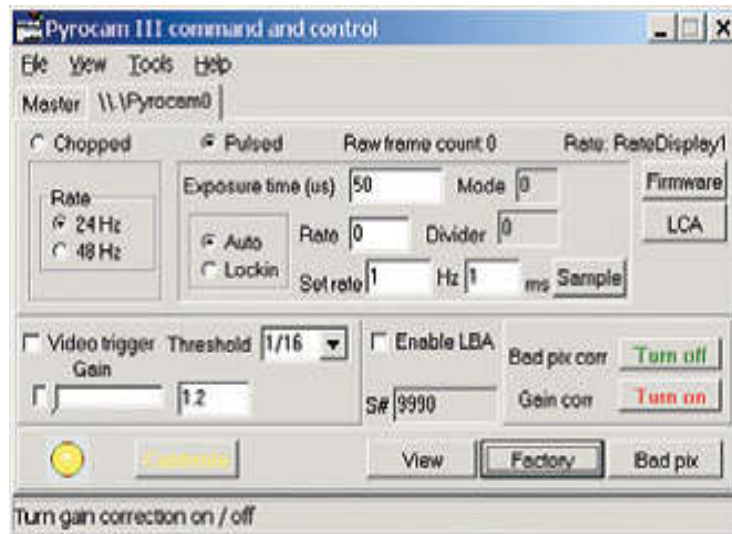 Pyrocam III command and control
File View Tools Help
Master \\.\Pyrocam0
Chopped Pulsed Raw frame count 0 Rate: RateDisplay1
Rate
24 Hz
48 Hz
Exposure time (us) 50 Mode 0
Auto
Lockin
Rate 0 Divider 0
Set rate 1 Hz 1 ms Sample
Firmware
LCA
Video trigger Threshold 1/16
Gain
1.2
Enable LBA
S# 9990
Bad pix corr Turn off
Gain corr Turn on
Calibrate View Factory Bad pix
Turn gain correction on / off